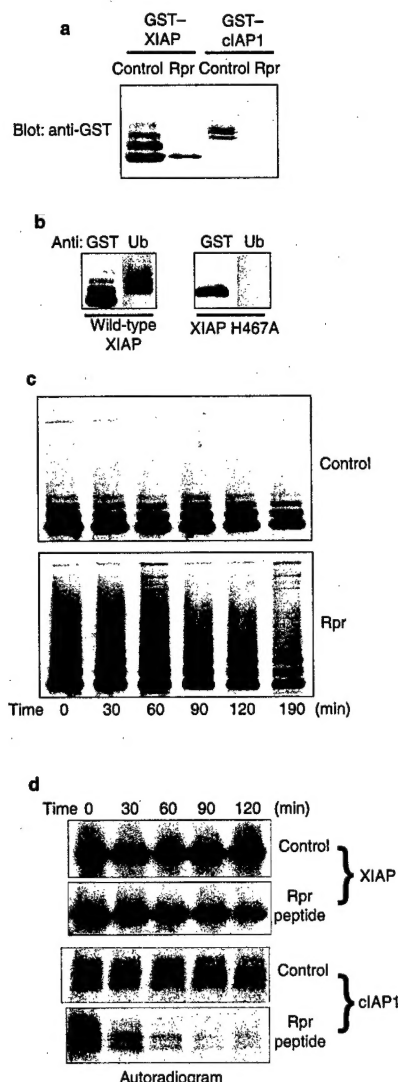 a
GST–
XIAP
GST–
cIAP1
Control Rpr Control Rpr
Blot: anti-GST
b
Anti: GST Ub
GST Ub
Wild-type
XIAP
XIAP H467A
c
Control
Rpr
Time 0 30 60 90 120 190 (min)
d
Time 0 30 60 90 120 (min)
Control
Rpr
peptide
XIAP
Control
Rpr
peptide
cIAP1
Autoradiogram